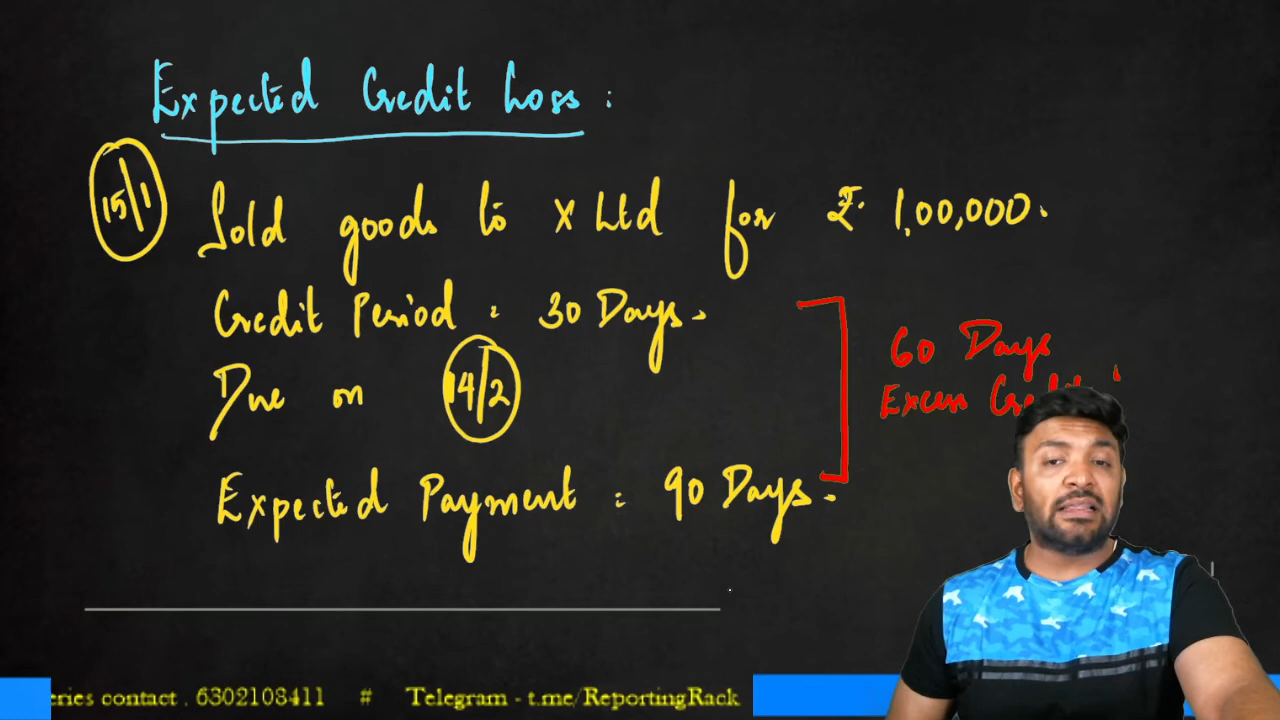 Expected Credit Loss :
15/1 Sold goods to X Ltd for ₹. 1,00,000.
Credit Period : 30 Days.
Due on 14/2
Expected Payment : 90 Days.
60 Days
Excess
eries contact . 6302108411 # Telegram - t.me/ReportingRack